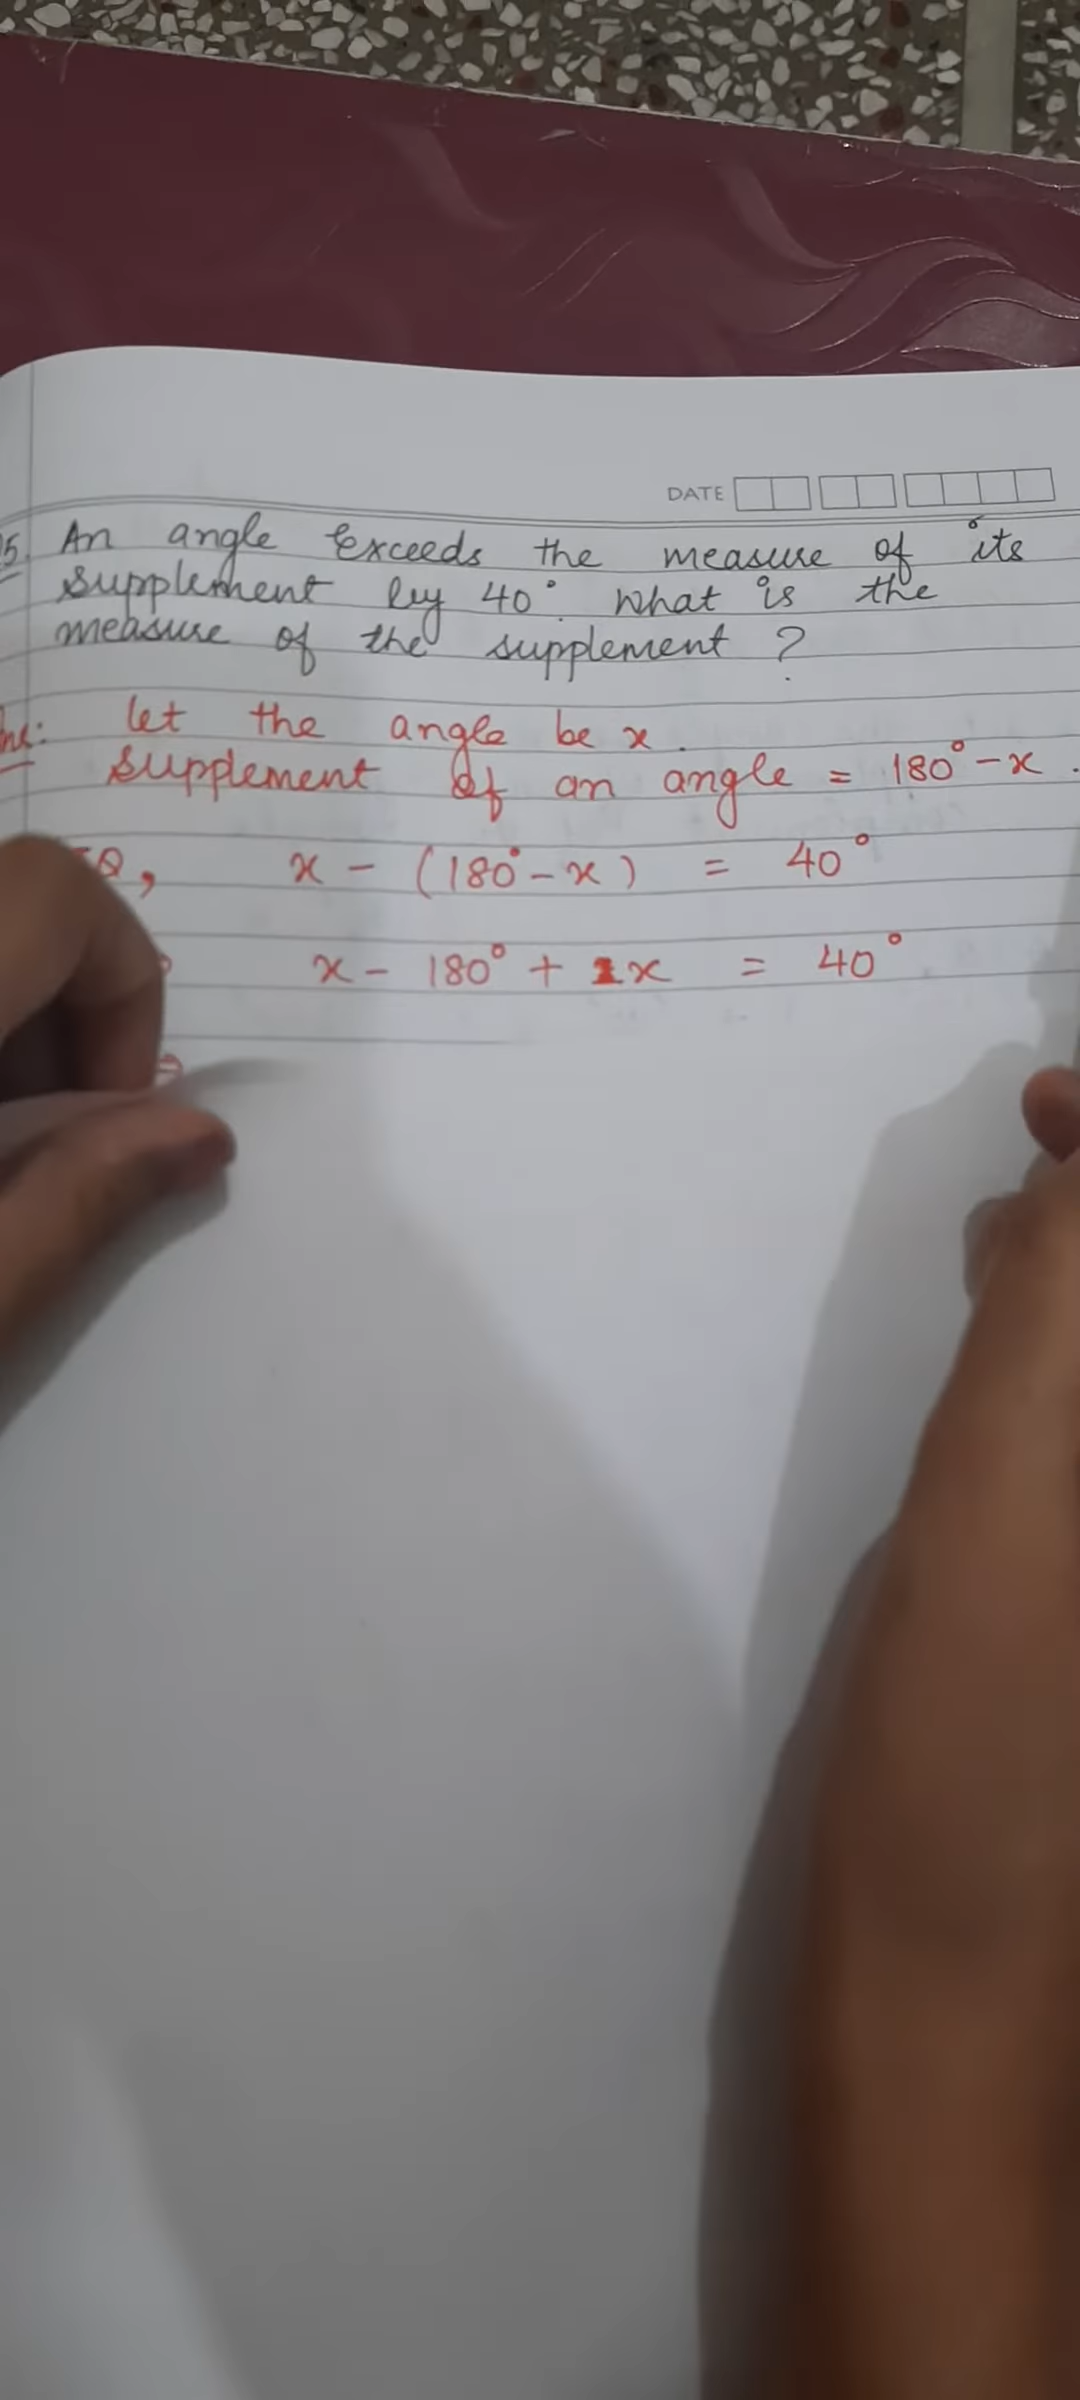 DATE
5. An angle Exceeds the measure of its
supplement by 40° what is the
measure of the supplement ?
let the angle be x.
supplement of an angle = 180° - x.
Q, x - (180° - x) = 40°
x - 180° + 1x = 40°